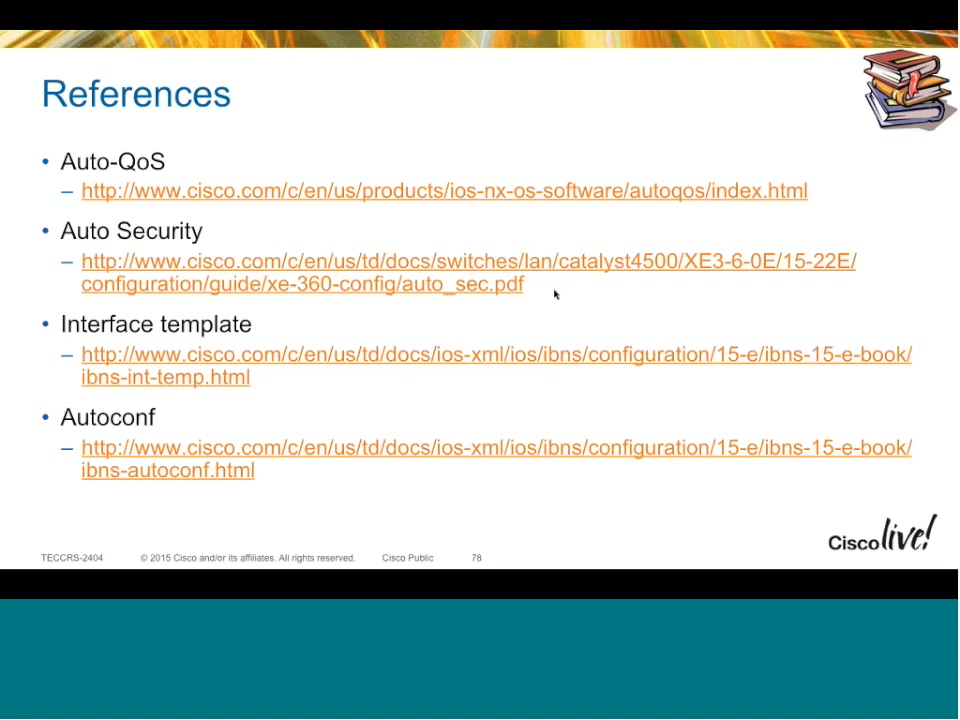 References
• Auto-QoS
– http://www.cisco.com/c/en/us/products/ios-nx-os-software/autoqos/index.html
• Auto Security
– http://www.cisco.com/c/en/us/td/docs/switches/lan/catalyst4500/XE3-6-0E/15-22E/
configuration/guide/xe-360-config/auto_sec.pdf
• Interface template
– http://www.cisco.com/c/en/us/td/docs/ios-xml/ios/ibns/configuration/15-e/ibns-15-e-book/
ibns-int-temp.html
• Autoconf
– http://www.cisco.com/c/en/us/td/docs/ios-xml/ios/ibns/configuration/15-e/ibns-15-e-book/
ibns-autoconf.html
Cisco live!
TECCRS-2404 © 2015 Cisco and/or its affiliates. All rights reserved. Cisco Public 78